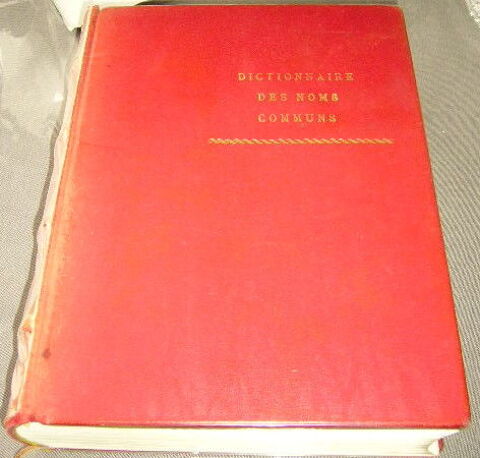 DICTIONNAIRE
DES NOMS
COMMUNS